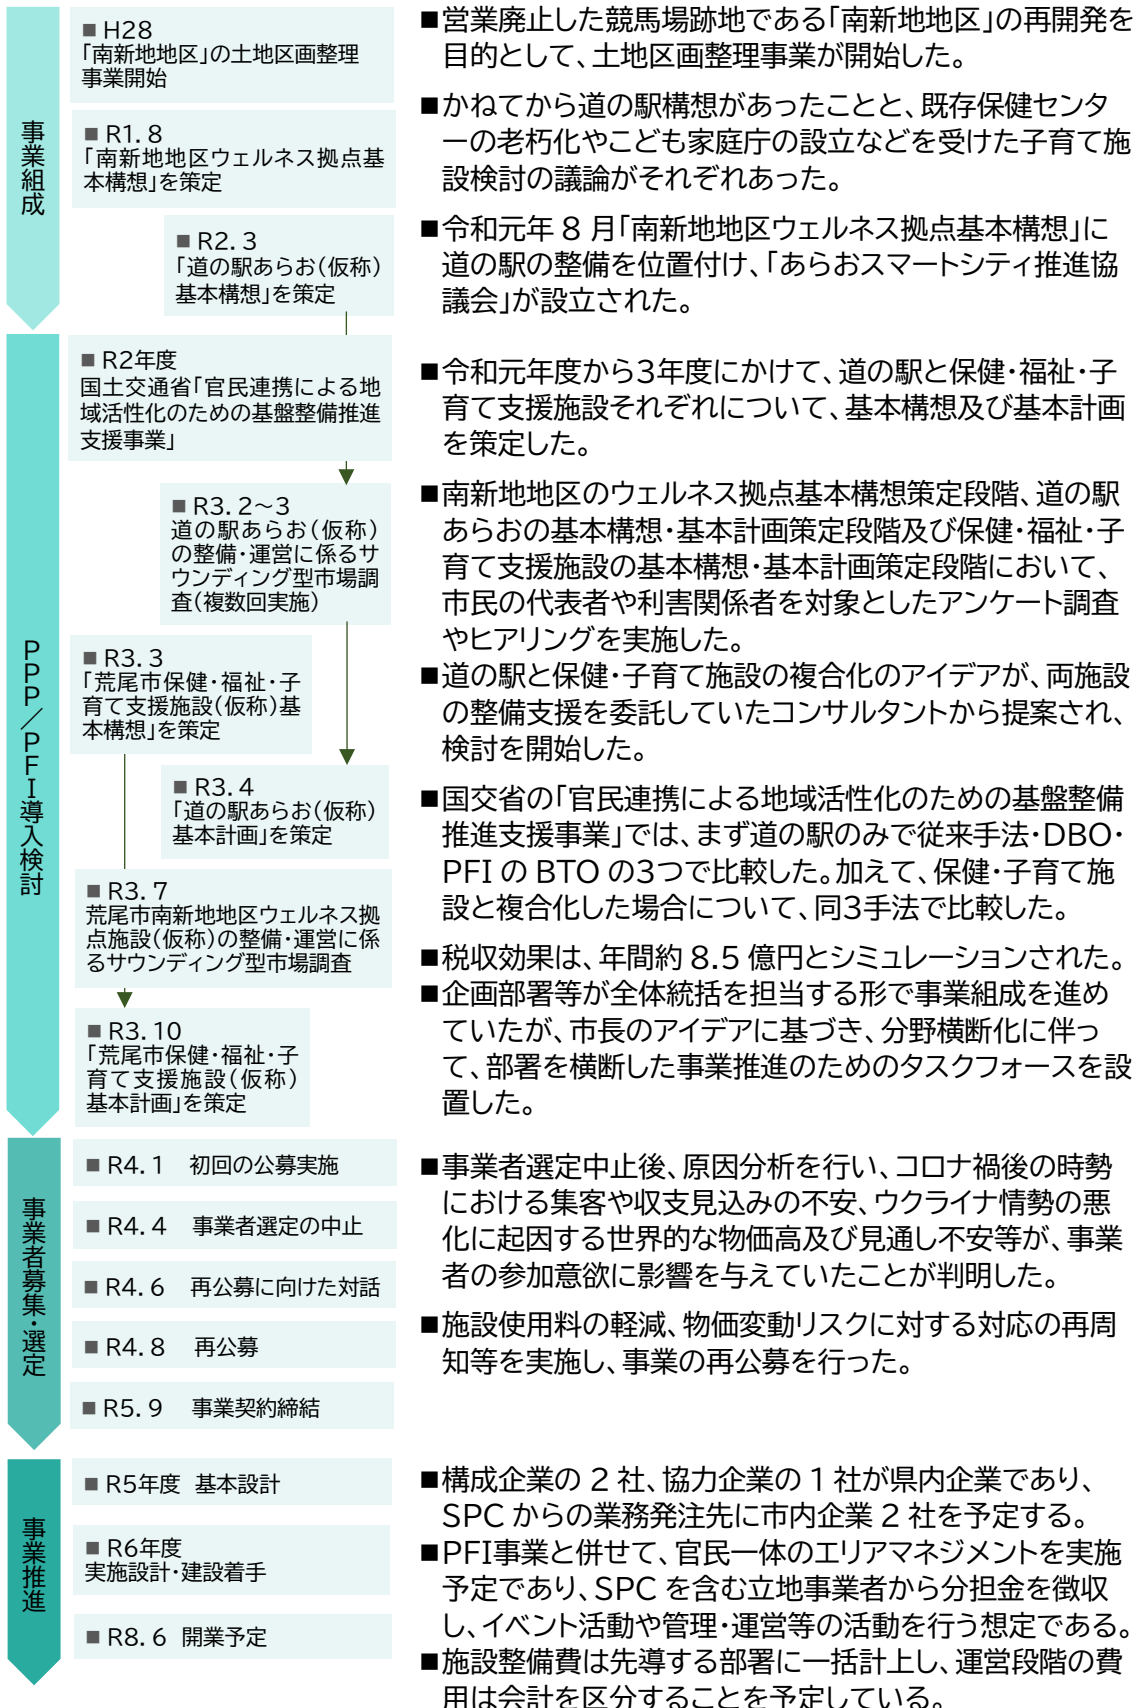 事業組成
■ H28
「南新地地区」の土地区画整理
事業開始
■ R1.8
「南新地地区ウェルネス拠点基
本構想」を策定
■ R2.3
「道の駅あらお（仮称）
基本構想」を策定
■営業廃止した競馬場跡地である「南新地地区」の再開発を
目的として、土地区画整理事業が開始した。
■かねてから道の駅構想があったことと、既存保健センタ
ーの老朽化やこども家庭庁の設立などを受けた子育て施
設検討の議論がそれぞれあった。
■令和元年８月「南新地地区ウェルネス拠点基本構想」に
道の駅の整備を位置付け、「あらおスマートシティ推進協
議会」が設立された。
PPP／PFI導入検討
■ R2年度
国土交通省「官民連携による地
域活性化のための基盤整備推進
支援事業」
■ R3.2～3
道の駅あらお（仮称）
の整備・運営に係るサ
ウンディング型市場調
査（複数回実施）
■ R3.3
「荒尾市保健・福祉・子
育て支援施設（仮称）基
本構想」を策定
■ R3.4
「道の駅あらお（仮称）
基本計画」を策定
■ R3.7
荒尾市南新地地区ウェルネス拠
点施設（仮称）の整備・運営に係
るサウンディング型市場調査
■ R3.10
「荒尾市保健・福祉・子
育て支援施設（仮称）
基本計画」を策定
■令和元年度から３年度にかけて、道の駅と保健・福祉・子
育て支援施設それぞれについて、基本構想及び基本計画
を策定した。
■南新地地区のウェルネス拠点基本構想策定段階、道の駅
あらおの基本構想・基本計画策定段階及び保健・福祉・子
育て支援施設の基本構想・基本計画策定段階において、
市民の代表者や利害関係者を対象としたアンケート調査
やヒアリングを実施した。
■道の駅と保健・子育て施設の複合化のアイデアが、両施設
の整備支援を委託していたコンサルタントから提案され、
検討を開始した。
■国交省の「官民連携による地域活性化のための基盤整備
推進支援事業」では、まず道の駅のみで従来手法・DBO・
PFI の BTO の３つで比較した。加えて、保健・子育て施
設と複合化した場合について、同３手法で比較した。
■税収効果は、年間約 8.5 億円とシミュレーションされた。
■企画部署等が全体統括を担当する形で事業組成を進め
ていたが、市長のアイデアに基づき、分野横断化に伴っ
て、部署を横断した事業推進のためのタスクフォースを設
置した。
事業者募集・選定
■ R4.1　初回の公募実施
■ R4.4　事業者選定の中止
■ R4.6　再公募に向けた対話
■ R4.8　再公募
■ R5.9　事業契約締結
■事業者選定中止後、原因分析を行い、コロナ禍後の時勢
における集客や収支見込みの不安、ウクライナ情勢の悪
化に起因する世界的な物価高及び見通し不安等が、事業
者の参加意欲に影響を与えていたことが判明した。
■施設使用料の軽減、物価変動リスクに対する対応の再周
知等を実施し、事業の再公募を行った。
事業推進
■ R5年度 基本設計
■ R6年度
実施設計・建設着手
■ R8.6 開業予定
■構成企業の 2 社、協力企業の 1 社が県内企業であり、
SPC からの業務発注先に市内企業 2 社を予定する。
■PFI事業と併せて、官民一体のエリアマネジメントを実施
予定であり、SPC を含む立地事業者から分担金を徴収
し、イベント活動や管理・運営等の活動を行う想定である。
■施設整備費は先導する部署に一括計上し、運営段階の費
用は会計を区分することを予定している。